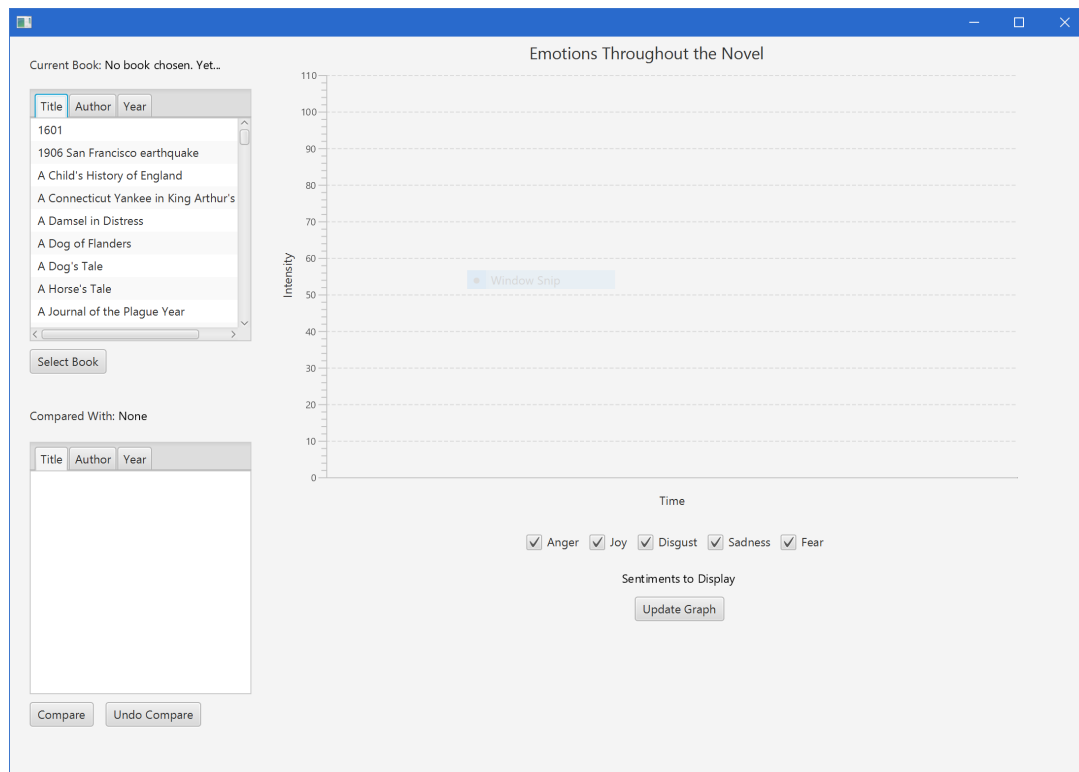 Current Book: No book chosen. Yet...
Title Author Year
1601
1906 San Francisco earthquake
A Child's History of England
A Connecticut Yankee in King Arthur's
A Damsel in Distress
A Dog of Flanders
A Dog's Tale
A Horse's Tale
A Journal of the Plague Year
Select Book
Compared With: None
Title Author Year
Compare Undo Compare
Emotions Throughout the Novel
110
100
90
80
70
60
50
40
30
20
10
0
Intensity
Window Snip
Time
Anger Joy Disgust Sadness Fear
Sentiments to Display
Update Graph